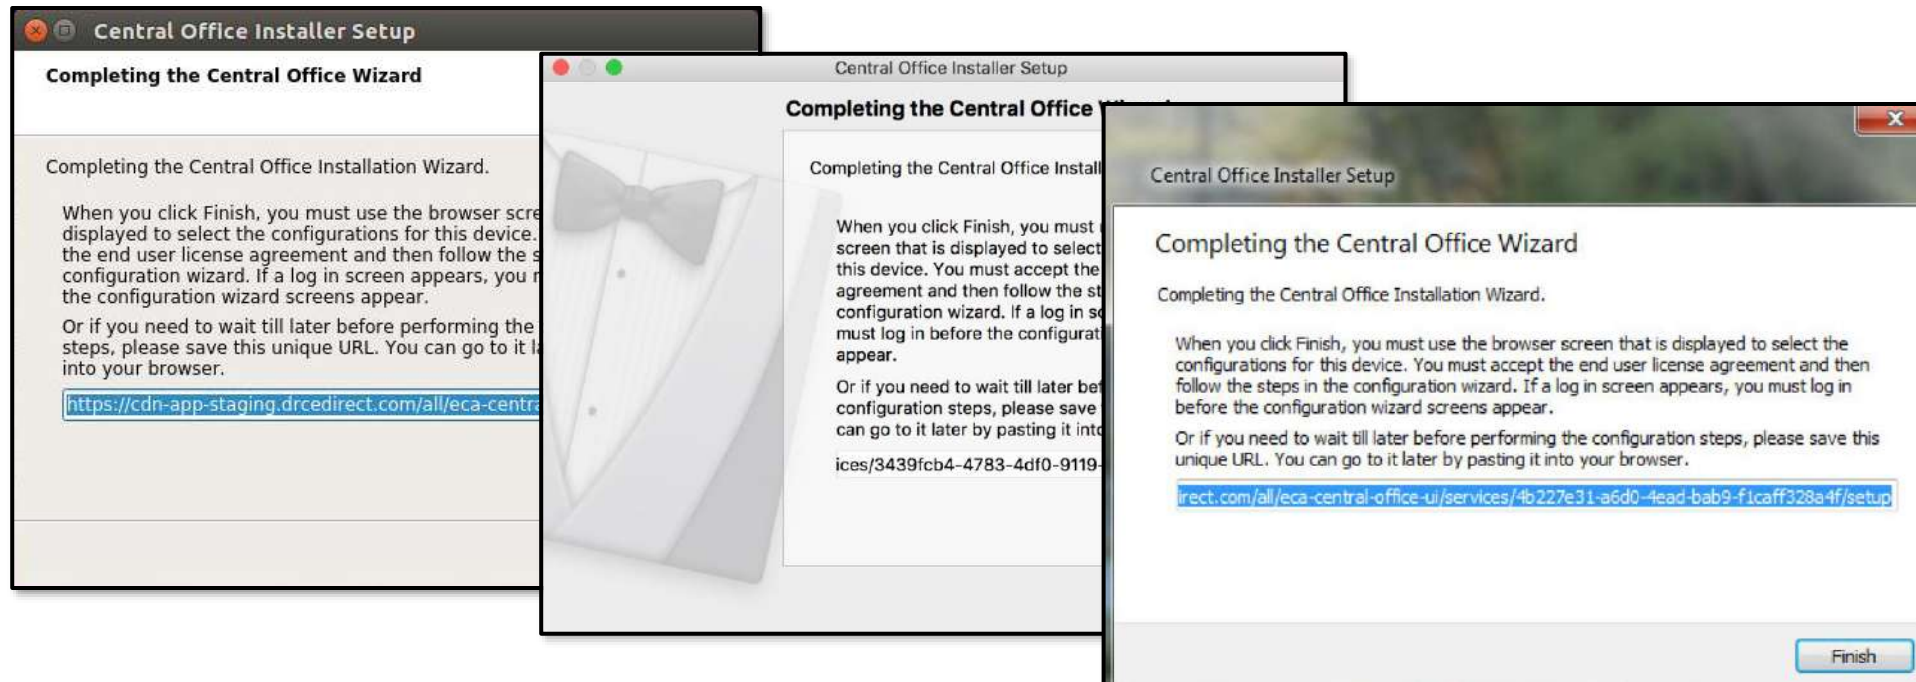 Central Office Installer Setup
Completing the Central Office Wizard
Completing the Central Office Installation Wizard.
When you click Finish, you must use the browser scre
displayed to select the configurations for this device.
the end user license agreement and then follow the s
configuration wizard. If a log in screen appears, you
the configuration wizard screens appear.
Or if you need to wait till later before performing the
steps, please save this unique URL. You can go to it la
into your browser.
https://cdn-app-staging.drcedirect.com/all/eca-centra
Central Office Installer Setup
Completing the Central Office
Completing the Central Office Install
When you click Finish, you must
screen that is displayed to select
this device. You must accept the
agreement and then follow the st
configuration wizard. If a log in sc
must log in before the configurati
appear.
Or if you need to wait till later bef
configuration steps, please save
can go to it later by pasting it into
ices/3439fcb4-4783-4df0-9119-
Central Office Installer Setup
Completing the Central Office Wizard
Completing the Central Office Installation Wizard.
When you click Finish, you must use the browser screen that is displayed to select the
configurations for this device. You must accept the end user license agreement and then
follow the steps in the configuration wizard. If a log in screen appears, you must log in
before the configuration wizard screens appear.
Or if you need to wait till later before performing the configuration steps, please save this
unique URL. You can go to it later by pasting it into your browser.
irect.com/all/eca-central-office-ui/services/4b227e31-a6d0-4ead-bab9-f1caff328a4f/setup
Finish